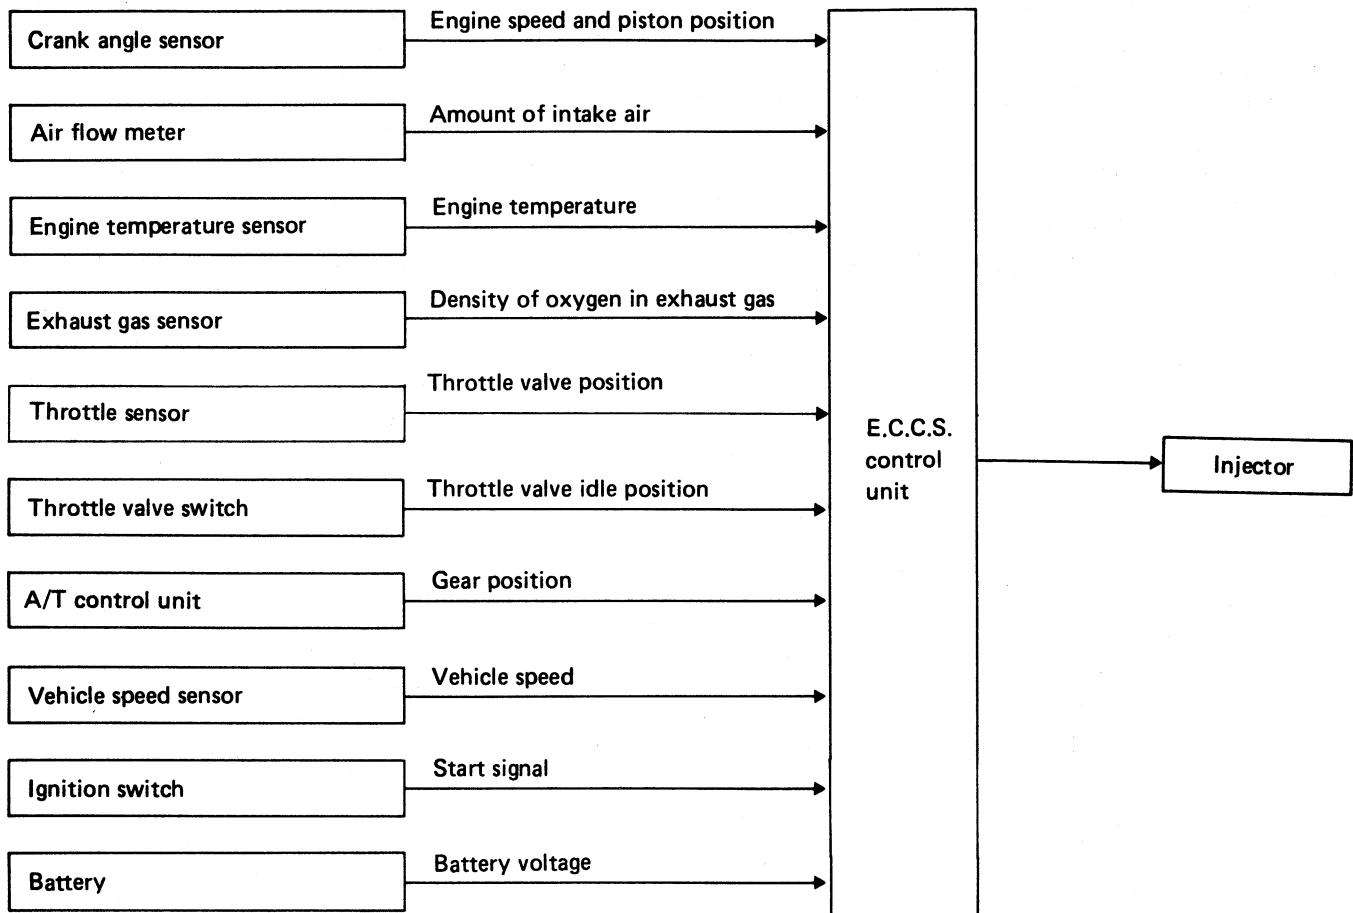 Crank angle sensor
Engine speed and piston position
Air flow meter
Amount of intake air
Engine temperature sensor
Engine temperature
Exhaust gas sensor
Density of oxygen in exhaust gas
Throttle sensor
Throttle valve position
Throttle valve switch
Throttle valve idle position
A/T control unit
Gear position
Vehicle speed sensor
Vehicle speed
Ignition switch
Start signal
Battery
Battery voltage
E.C.C.S.
control
unit
Injector